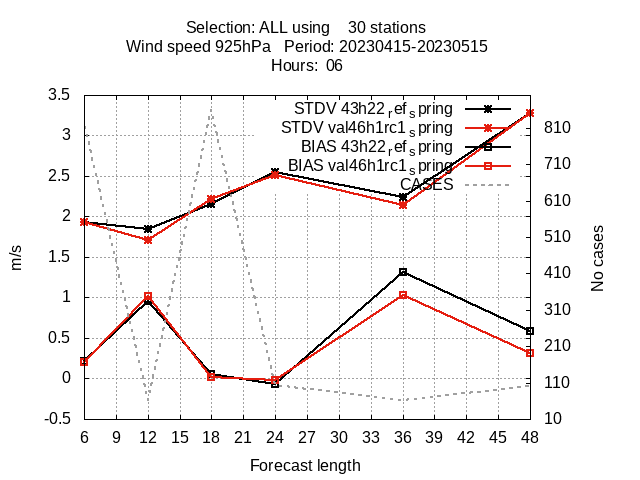 Selection: ALL using    30 stations
Wind speed 925hPa   Period: 20230415-20230515
Hours:  06
STDV 43h22_ref_spring
STDV val46h1rc1_spring
BIAS 43h22_ref_spring
BIAS val46h1rc1_spring
CASES
3.5
3
2.5
2
1.5
1
0.5
0
-0.5
m/s
810
710
610
510
410
310
210
110
10
No cases
6 9 12 15 18 21 24 27 30 33 36 39 42 45 48
Forecast length